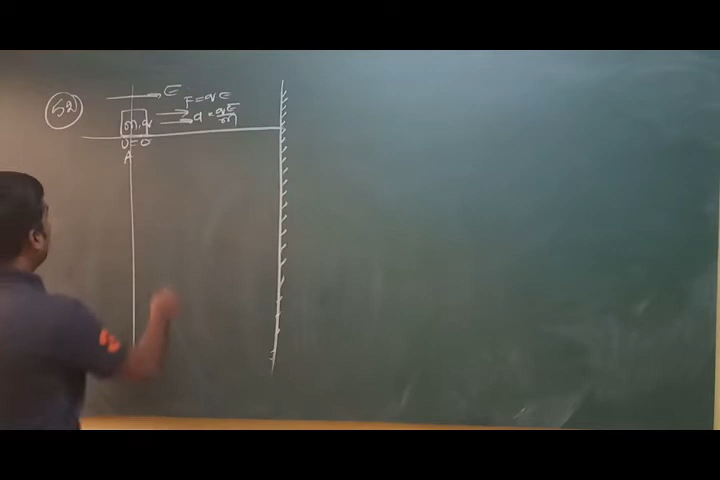 52
E
F = qE
m, q
a = qE/m
U = 0
A